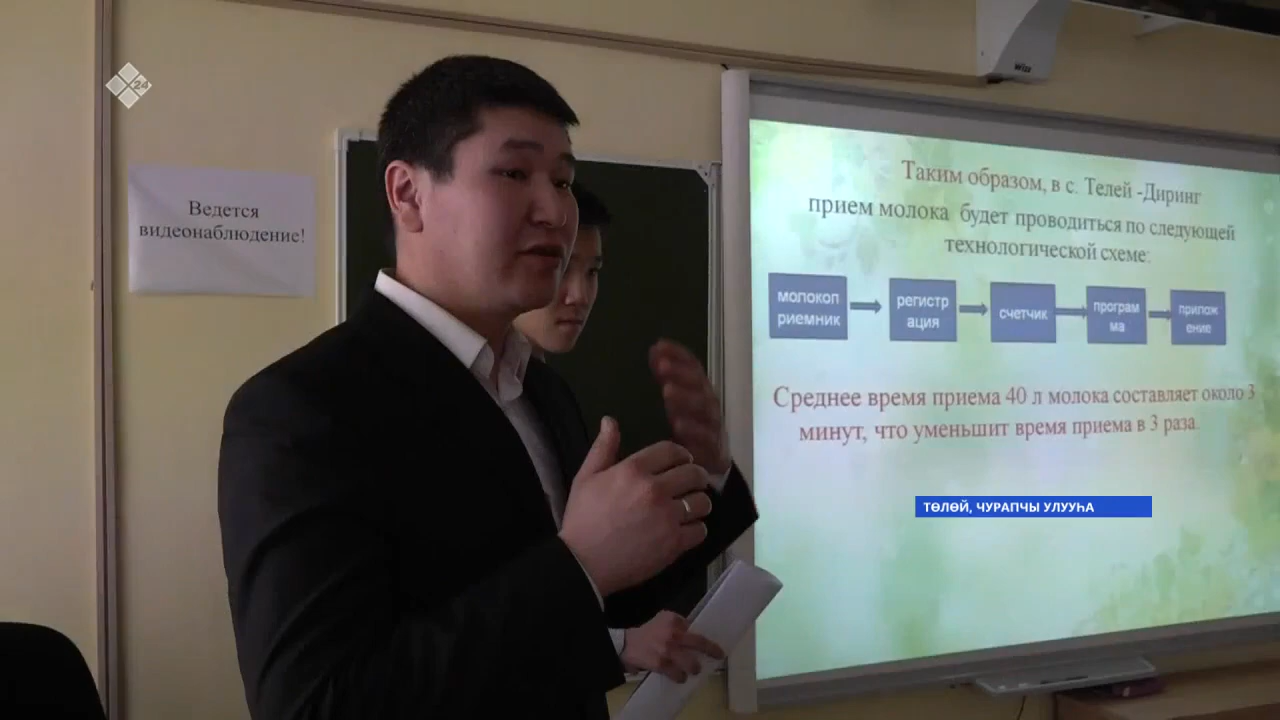 24
Ведется
видеонаблюдение!
Wize
Таким образом, в с. Телей -Диринг
прием молока будет проводиться по следующей
технологической схеме:
молокоп
риемник
регистр
ация
счетчик
програм
ма
прилож
ение
Среднее время приема 40 л молока составляет около 3
минут, что уменьшит время приема в 3 раза.
ТӨЛӨЙ, ЧУРАПЧЫ УЛУУҺА